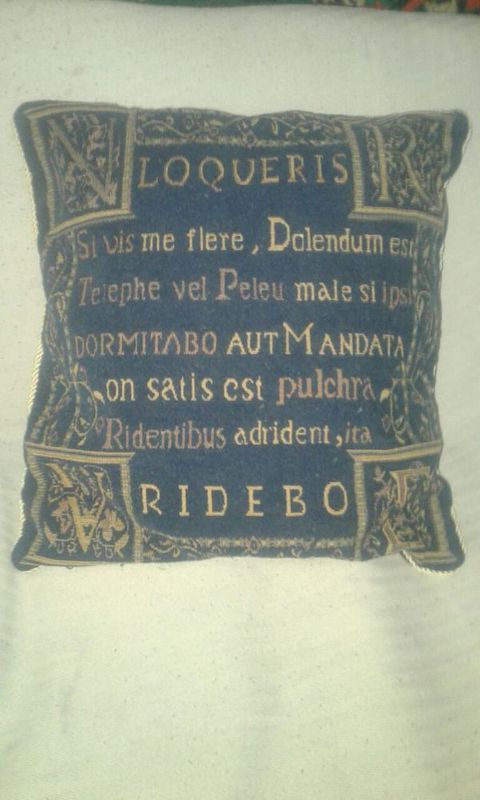 N LOQUERIS R
Si vis me flere, Dolendum est
Telephe vel Peleu male si ipsi
DORMITABO AUT MANDATA
on satis est pulchra
Ridentibus adrident, ita
A RIDEBO